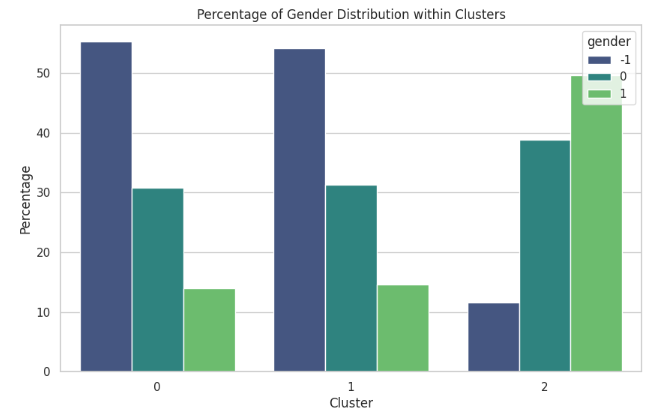 Percentage of Gender Distribution within Clusters
gender
-1
0
1
Percentage
50
40
30
20
10
0
0 1 2
Cluster